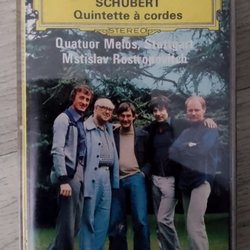 SCHUBERT
Quintette à cordes
STEREO
Quatuor Melos, Stuttgart
Mstislav Rostropovitch